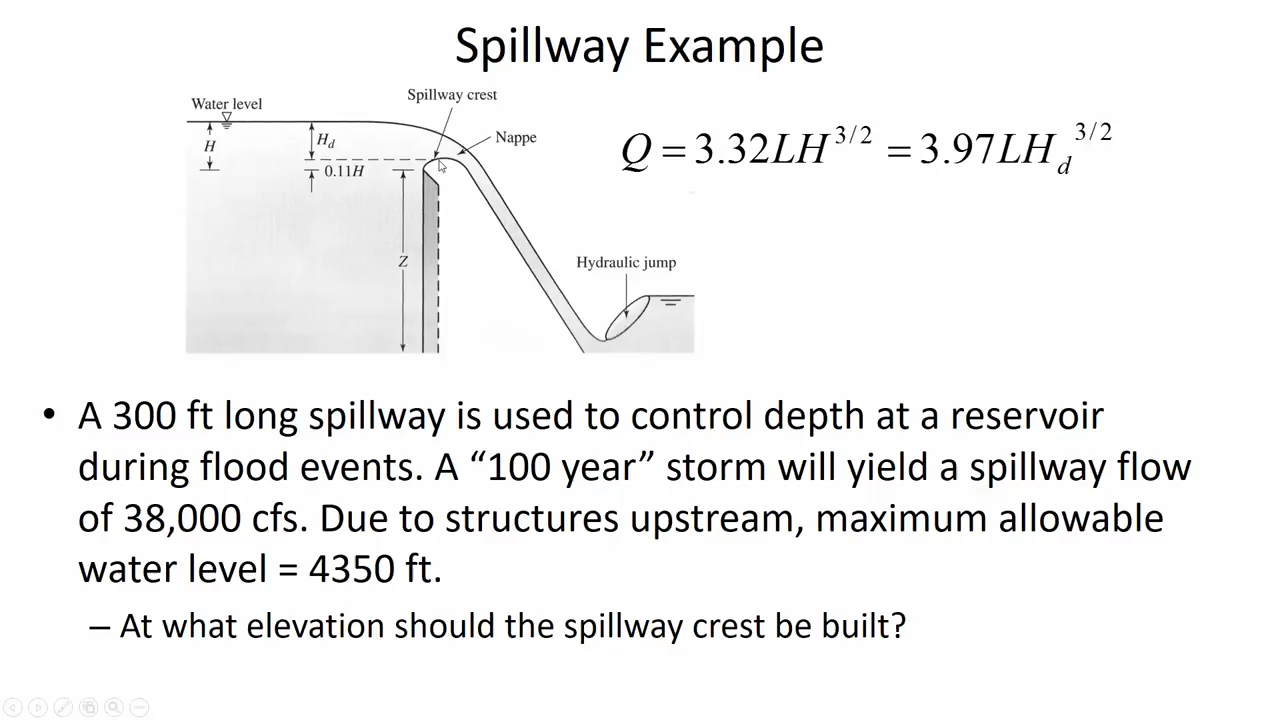 Spillway Example
Spillway crest
Water level
Nappe
H
H_d
0.11H
Z
Hydraulic jump
Q = 3.32LH^{3/2} = 3.97LH_d^{3/2}
• A 300 ft long spillway is used to control depth at a reservoir
during flood events. A “100 year” storm will yield a spillway flow
of 38,000 cfs. Due to structures upstream, maximum allowable
water level = 4350 ft.
– At what elevation should the spillway crest be built?